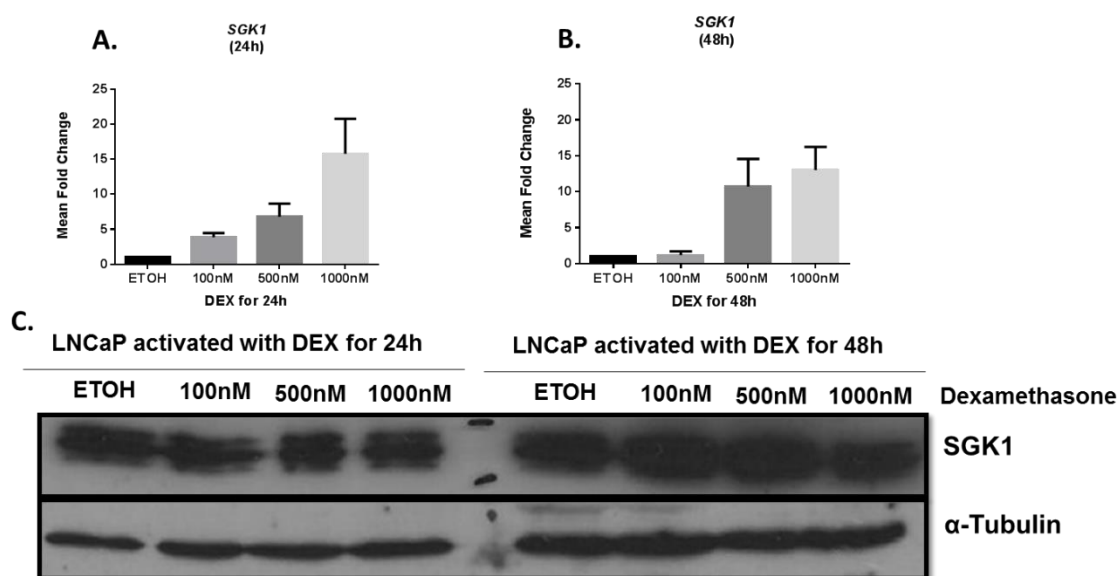 A.
SGK1
(24h)
Mean Fold Change
25
20
15
10
5
0
ETOH 100nM 500nM 1000nM
DEX for 24h
B.
SGK1
(48h)
Mean Fold Change
25
20
15
10
5
0
ETOH 100nM 500nM 1000nM
DEX for 48h
C.
LNCaP activated with DEX for 24h LNCaP activated with DEX for 48h
ETOH 100nM 500nM 1000nM ETOH 100nM 500nM 1000nM Dexamethasone
SGK1
α-Tubulin